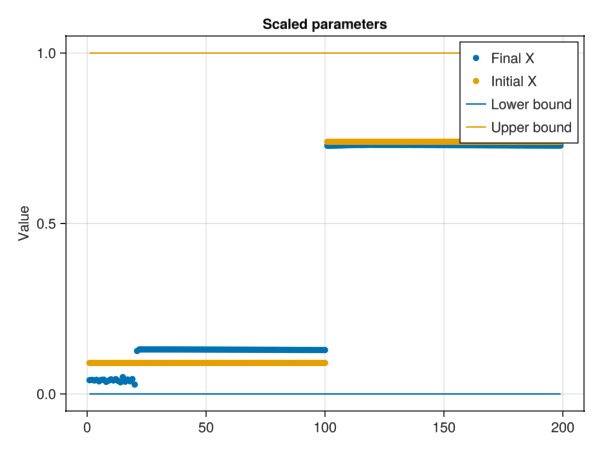 Scaled parameters
Final X
Initial X
Lower bound
Upper bound
Value
1.0
0.5
0.0
0
50
100
150
200